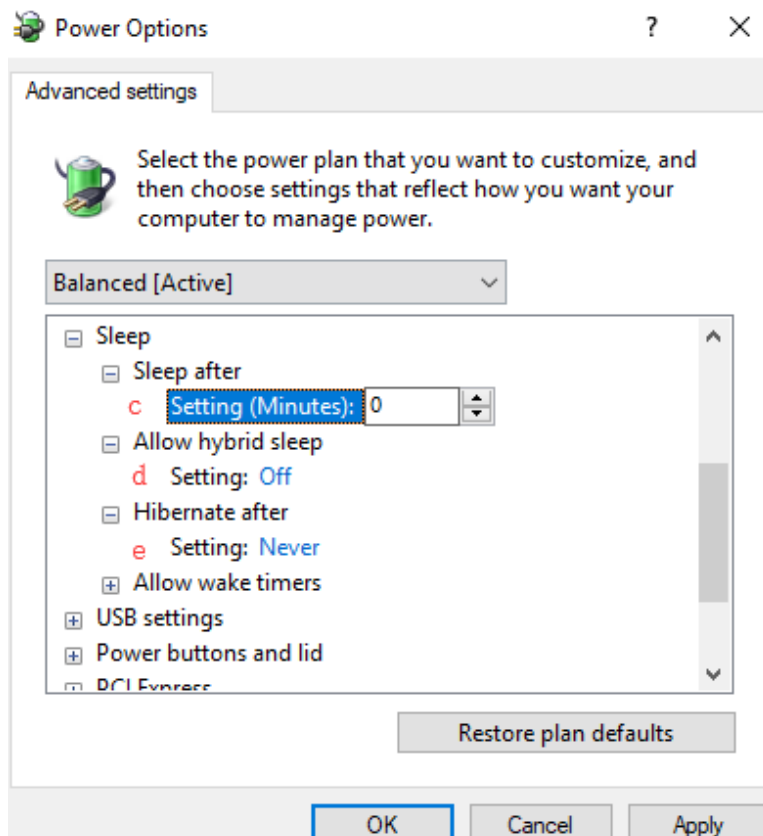 Power Options ?
Advanced settings
Select the power plan that you want to customize, and
then choose settings that reflect how you want your
computer to manage power.
Balanced [Active]
Sleep
Sleep after
c Setting (Minutes): 0
Allow hybrid sleep
d Setting: Off
Hibernate after
e Setting: Never
Allow wake timers
USB settings
Power buttons and lid
PCI Express
Restore plan defaults
OK Cancel Apply